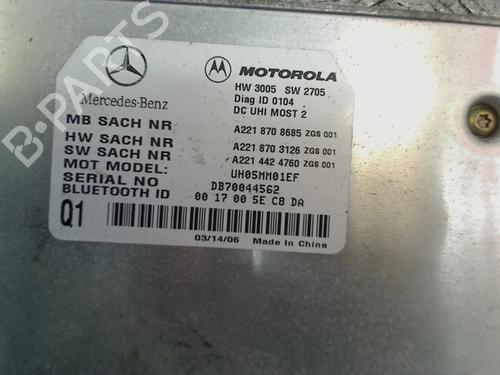 Mercedes-Benz
MOTOROLA
HW 3005 SW 2705
Diag ID 0104
DC UHI MOST 2
MB SACH NR A221 870 8685 ZGS 001
HW SACH NR A221 870 3126 ZGS 001
SW SACH NR A221 442 4760 ZGS 001
MOT MODEL: UH05MM01EF
SERIAL NO DB70044562
BLUETOOTH ID 00 17 00 5E C8 DA
Q1
03/14/06 Made In China
B-PARTS